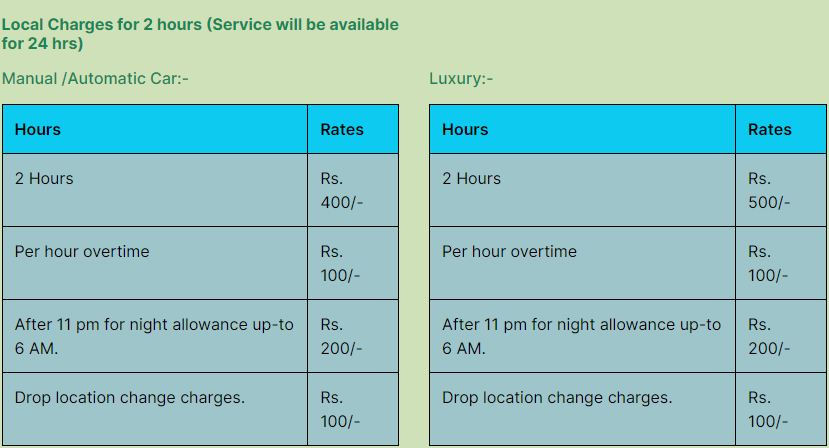 Local Charges for 2 hours (Service will be available
for 24 hrs)
Manual /Automatic Car:-
Hours
Rates
2 Hours
Rs.
400/-
Per hour overtime
Rs.
100/-
After 11 pm for night allowance up-to
6 AM.
Rs.
200/-
Drop location change charges.
Rs.
100/-
Luxury:-
Hours
Rates
2 Hours
Rs.
500/-
Per hour overtime
Rs.
100/-
After 11 pm for night allowance up-to
6 AM.
Rs.
200/-
Drop location change charges.
Rs.
100/-